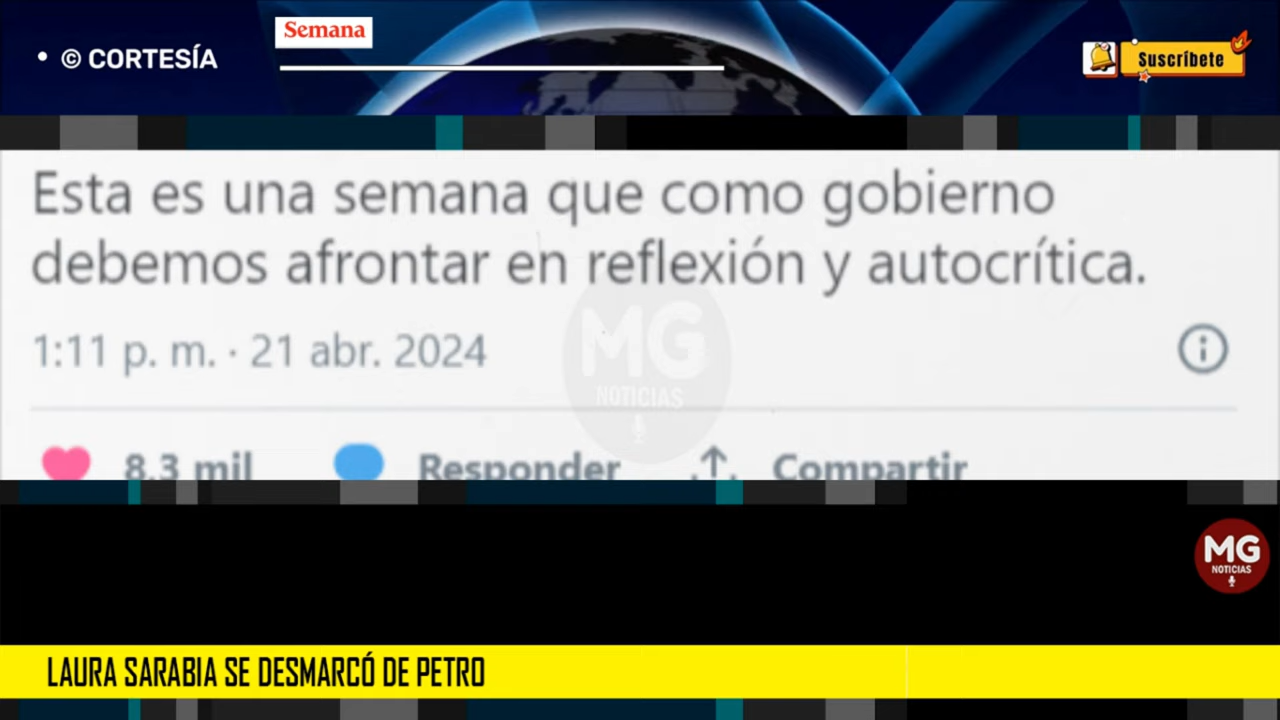 • © CORTESÍA
Semana
Suscríbete
Esta es una semana que como gobierno
debemos afrontar en reflexión y autocrítica.
1:11 p. m. · 21 abr. 2024
MG
NOTICIAS
8,3 mil
Responder
Compartir
MG
NOTICIAS
LAURA SARABIA SE DESMARCÓ DE PETRO